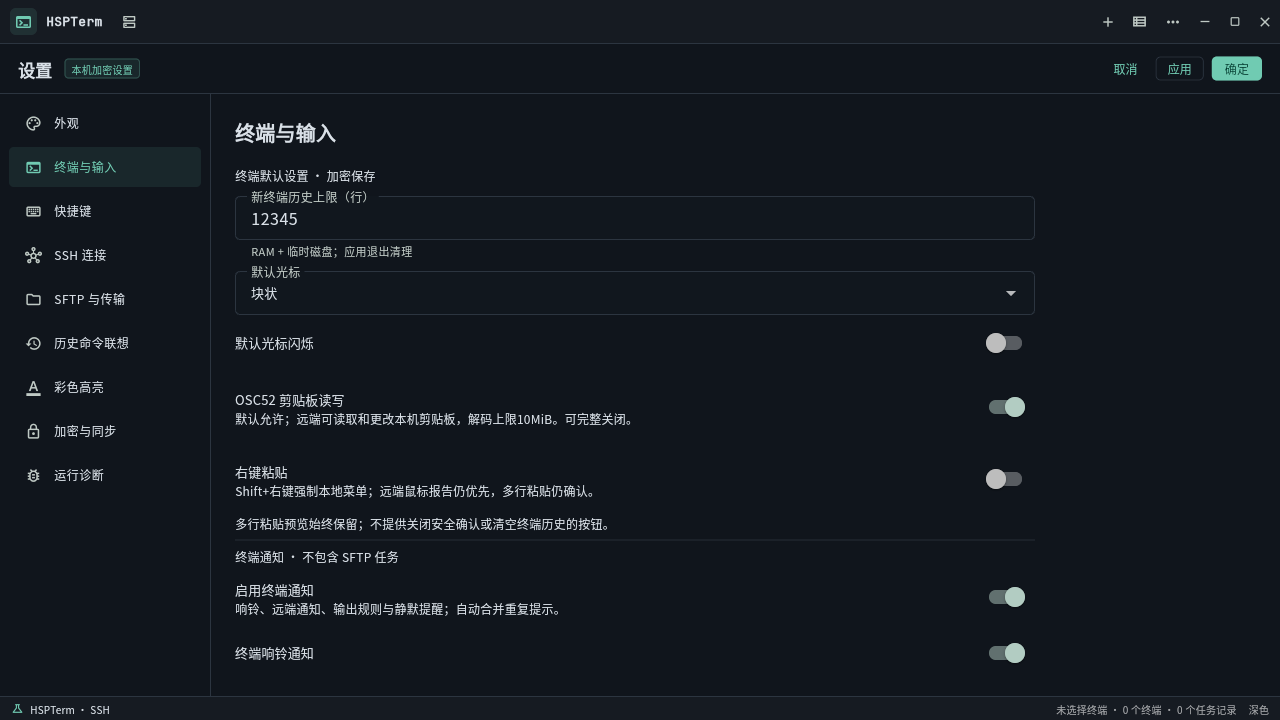 HSPTerm
设置
本机加密设置
取消
应用
确定
外观
终端与输入
快捷键
SSH 连接
SFTP 与传输
历史命令联想
彩色高亮
加密与同步
运行诊断
终端与输入
终端默认设置 · 加密保存
新终端历史上限（行）
12345
RAM + 临时磁盘；应用退出清理
默认光标
块状
默认光标闪烁
OSC52 剪贴板读写
默认允许；远端可读取和更改本机剪贴板，解码上限10MiB。可完整关闭。
右键粘贴
Shift+右键强制本地菜单；远端鼠标报告仍优先，多行粘贴仍确认。
多行粘贴预览始终保留；不提供关闭安全确认或清空终端历史的按钮。
终端通知 · 不包含 SFTP 任务
启用终端通知
响铃、远端通知、输出规则与静默提醒；自动合并重复提示。
终端响铃通知
HSPTerm · SSH
未选择终端 · 0 个终端 · 0 个任务记录
深色